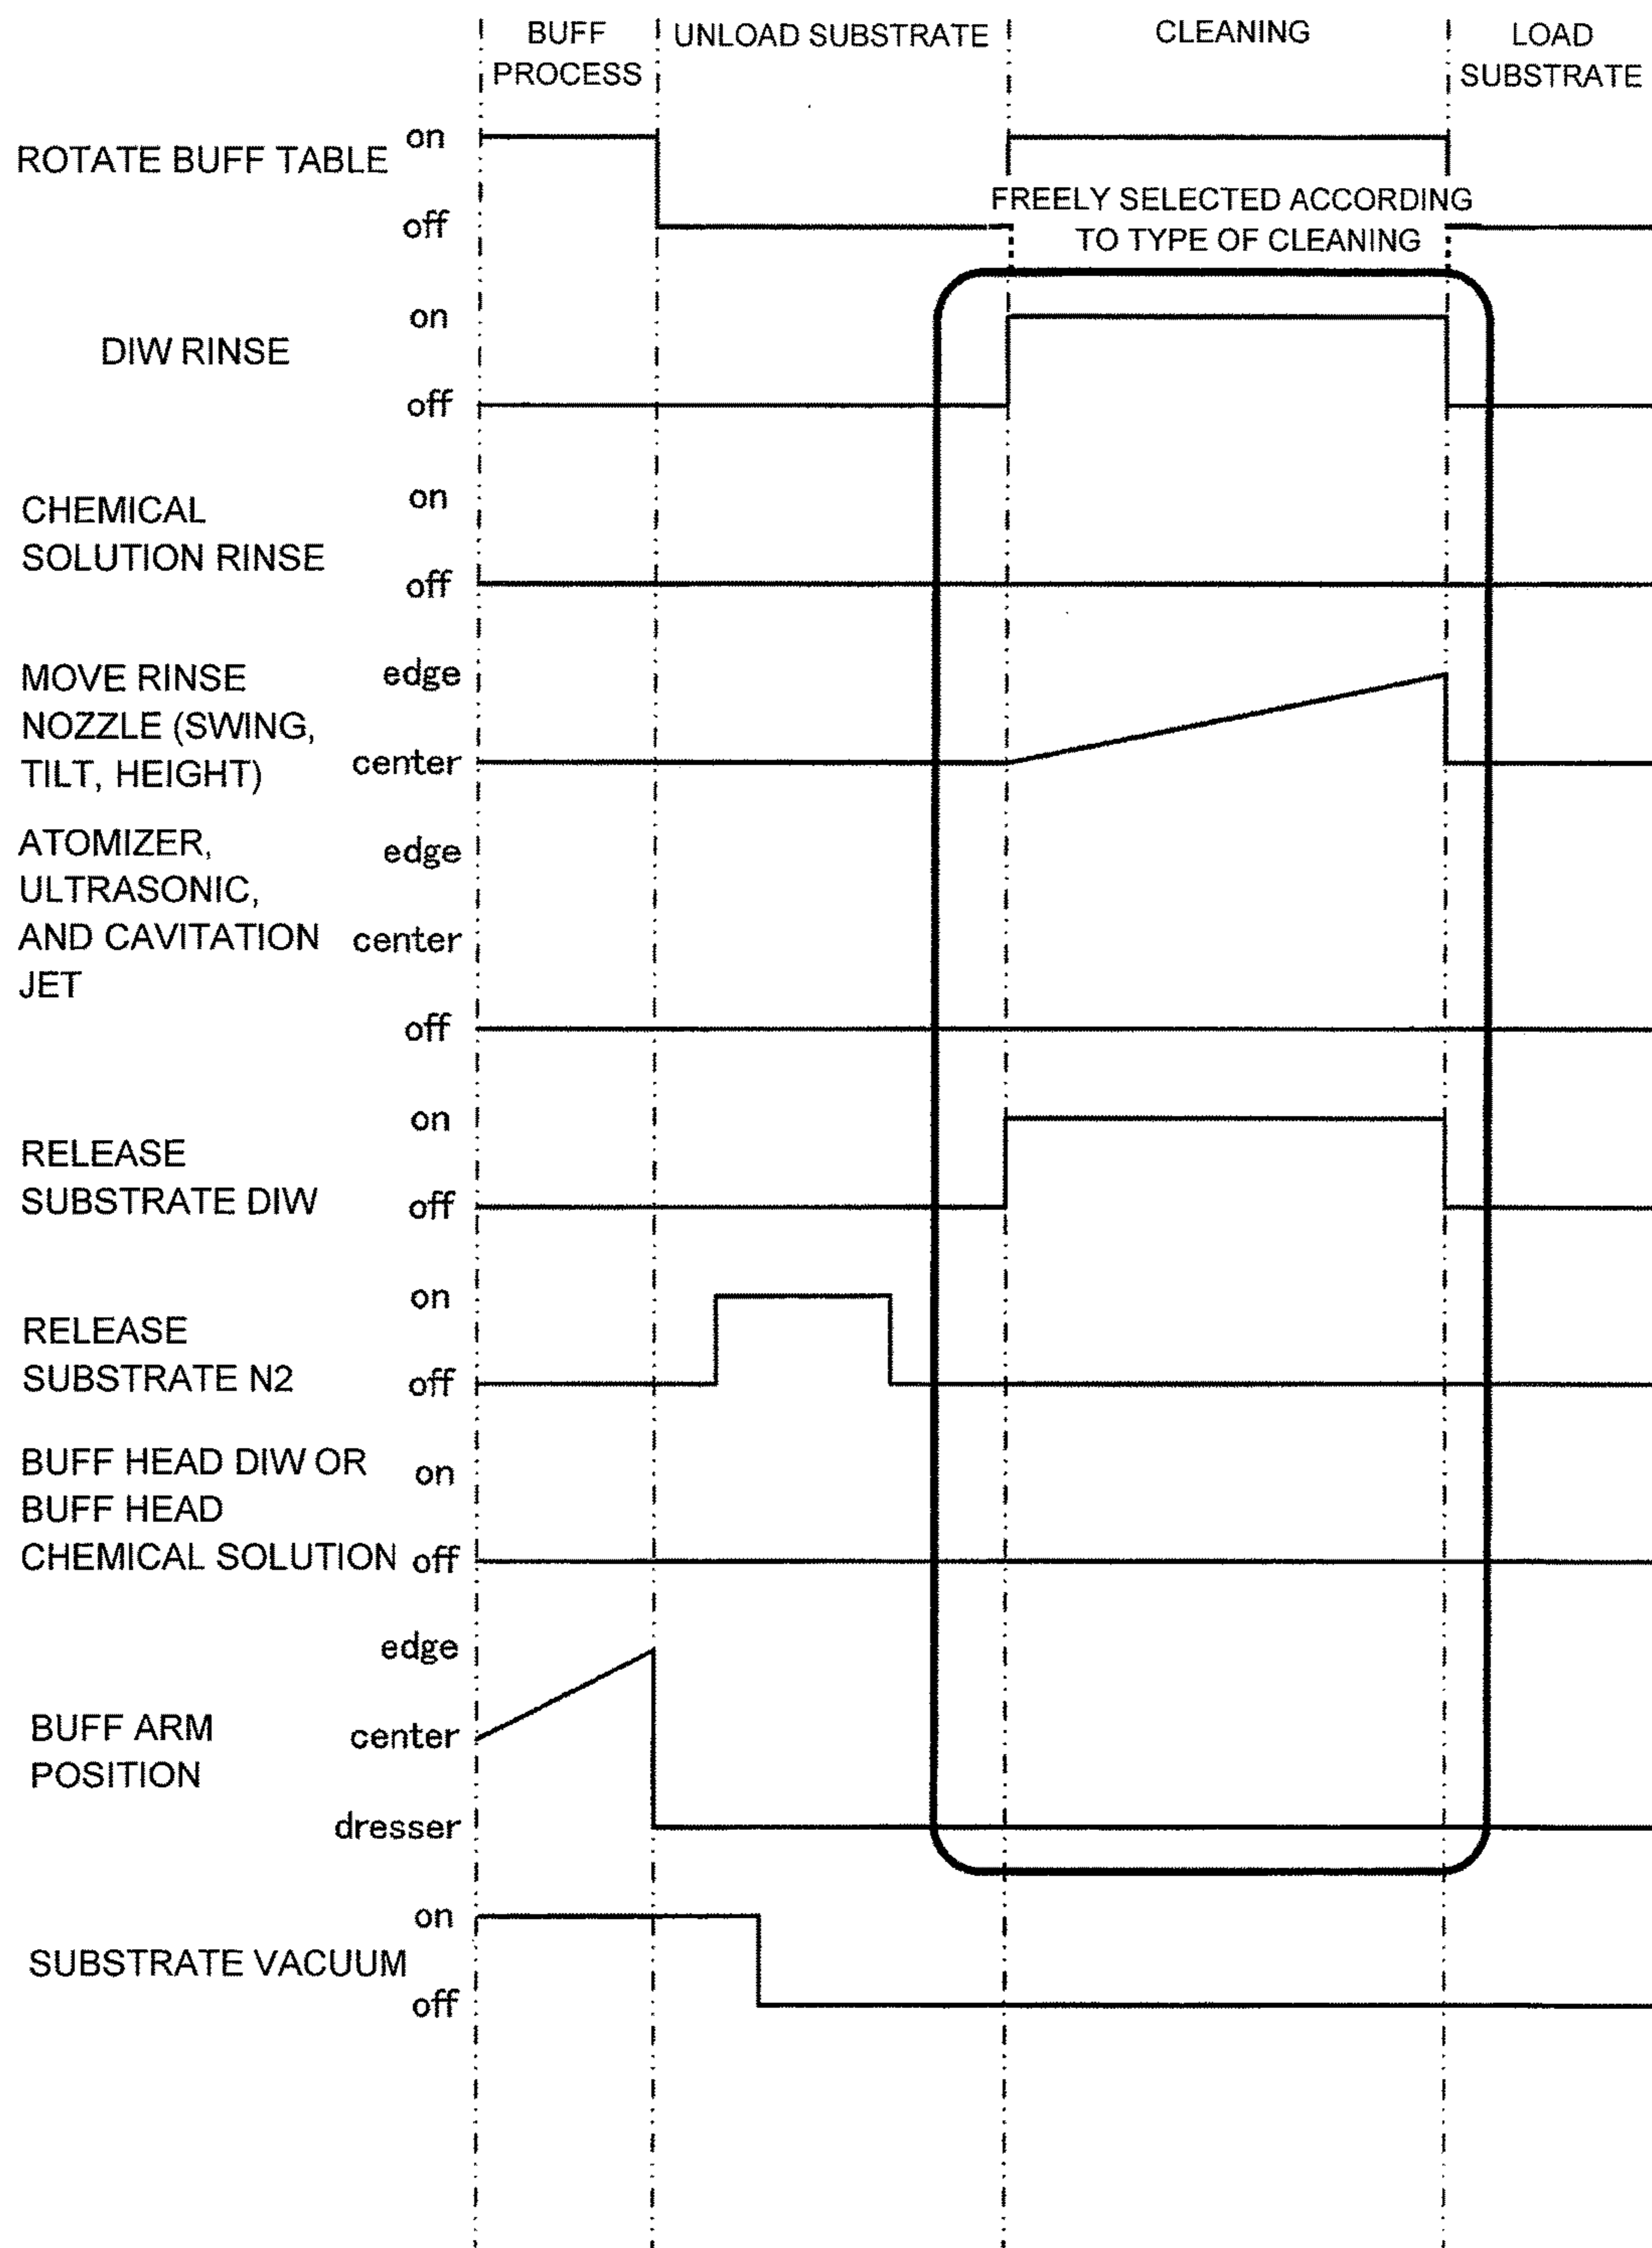 BUFF
PROCESS
UNLOAD SUBSTRATE
CLEANING
LOAD
SUBSTRATE
ROTATE BUFF TABLE
on
off
FREELY SELECTED ACCORDING
TO TYPE OF CLEANING
DIW RINSE
on
off
CHEMICAL
SOLUTION RINSE
on
off
MOVE RINSE
NOZZLE (SWING,
TILT, HEIGHT)
edge
center
ATOMIZER,
ULTRASONIC,
AND CAVITATION
JET
edge
center
off
RELEASE
SUBSTRATE DIW
on
off
RELEASE
SUBSTRATE N2
on
off
BUFF HEAD DIW OR
BUFF HEAD
CHEMICAL SOLUTION
on
off
BUFF ARM
POSITION
edge
center
dresser
SUBSTRATE VACUUM
on
off